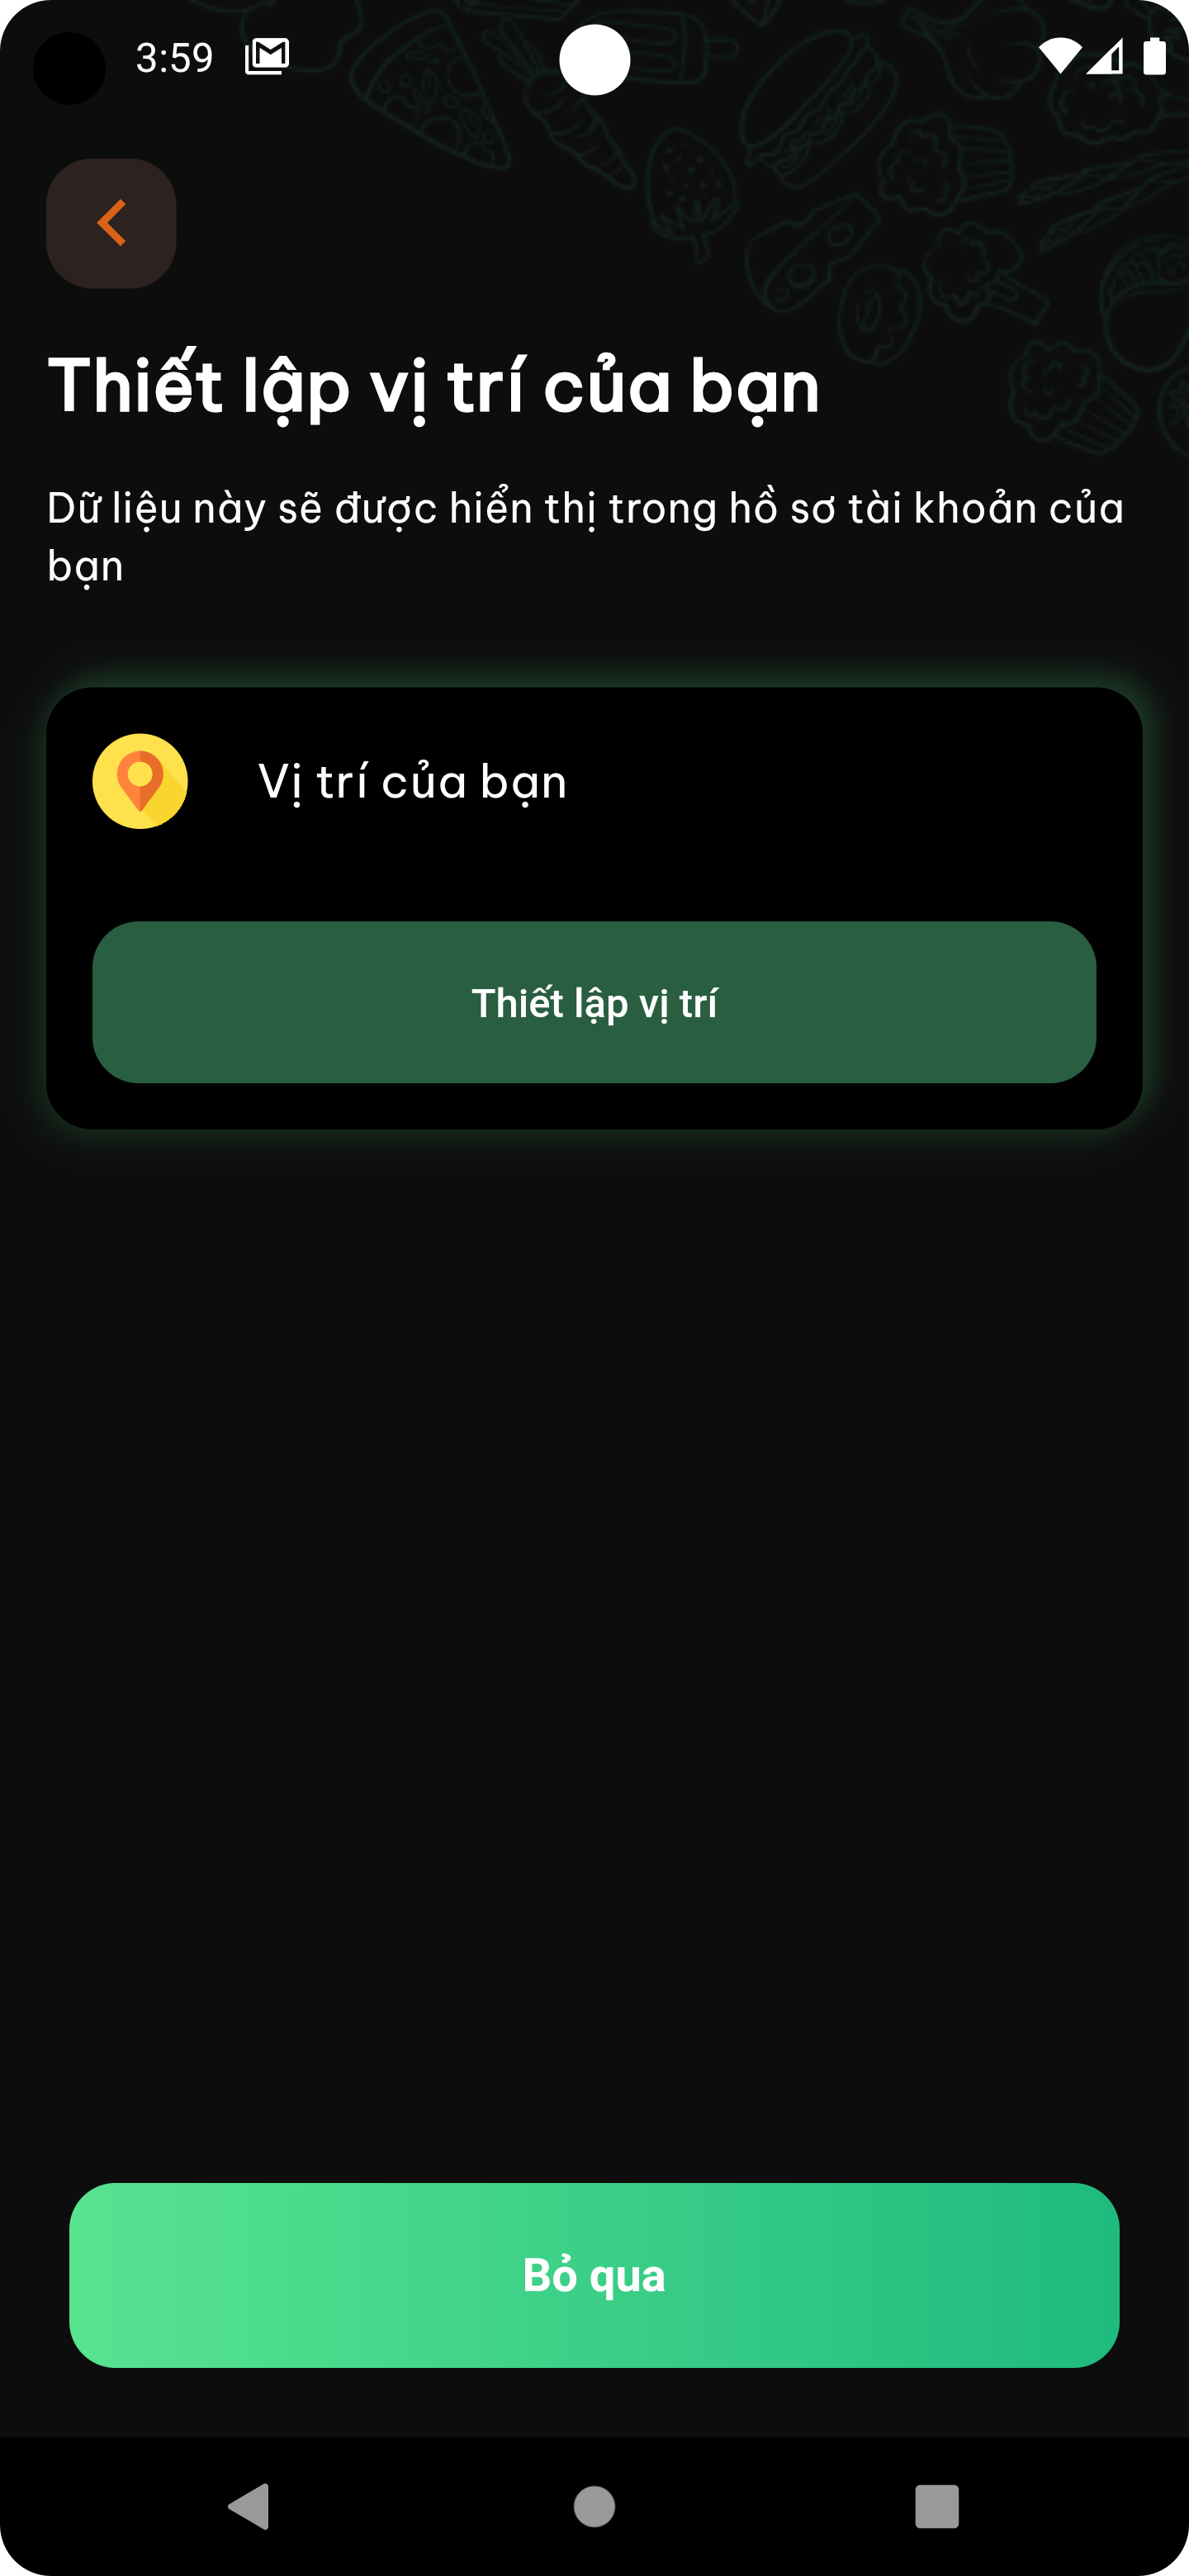 3:59
Thiết lập vị trí của bạn
Dữ liệu này sẽ được hiển thị trong hồ sơ tài khoản của
bạn
Vị trí của bạn
Thiết lập vị trí
Bỏ qua